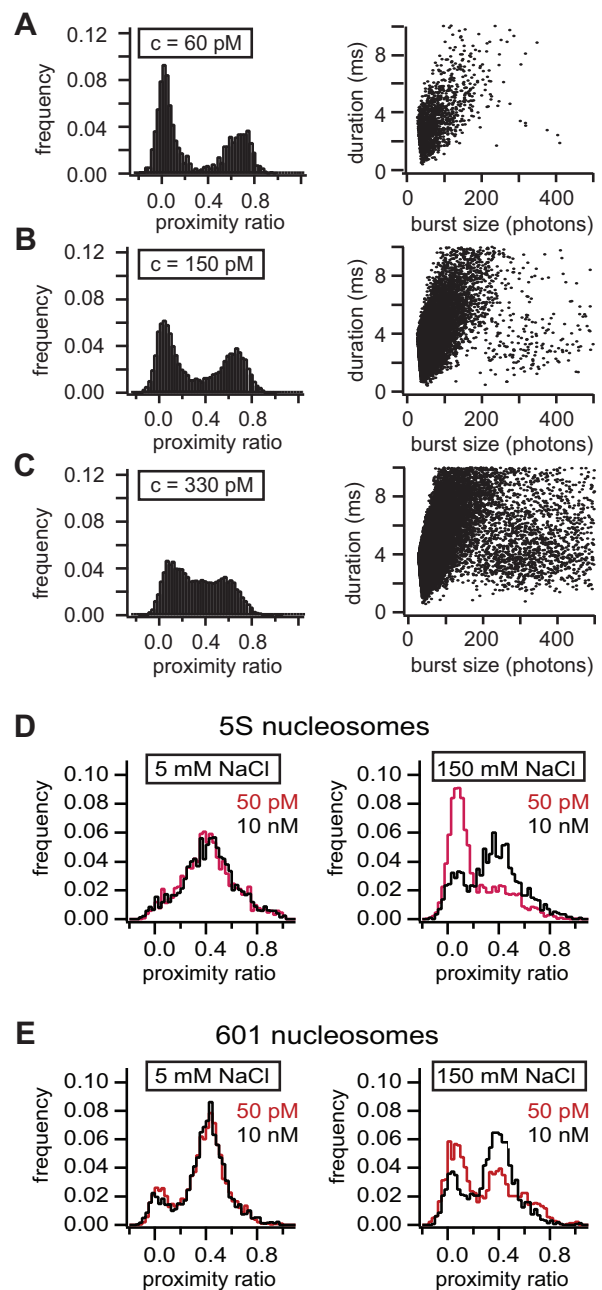 A
c = 60 pM
frequency
0.12
0.08
0.04
0.00
0.0 0.4 0.8
proximity ratio
duration (ms)
8
4
0
0 200 400
burst size (photons)
B
c = 150 pM
frequency
0.12
0.08
0.04
0.00
0.0 0.4 0.8
proximity ratio
duration (ms)
8
4
0
0 200 400
burst size (photons)
C
c = 330 pM
frequency
0.12
0.08
0.04
0.00
0.0 0.4 0.8
proximity ratio
duration (ms)
8
4
0
0 200 400
burst size (photons)
D
5S nucleosomes
5 mM NaCl
50 pM
10 nM
frequency
0.10
0.08
0.06
0.04
0.02
0.00
0.0 0.4 0.8
proximity ratio
150 mM NaCl
50 pM
10 nM
frequency
0.10
0.08
0.06
0.04
0.02
0.00
0.0 0.4 0.8
proximity ratio
E
601 nucleosomes
5 mM NaCl
50 pM
10 nM
frequency
0.10
0.08
0.06
0.04
0.02
0.00
0.0 0.4 0.8
proximity ratio
150 mM NaCl
50 pM
10 nM
frequency
0.10
0.08
0.06
0.04
0.02
0.00
0.0 0.4 0.8
proximity ratio